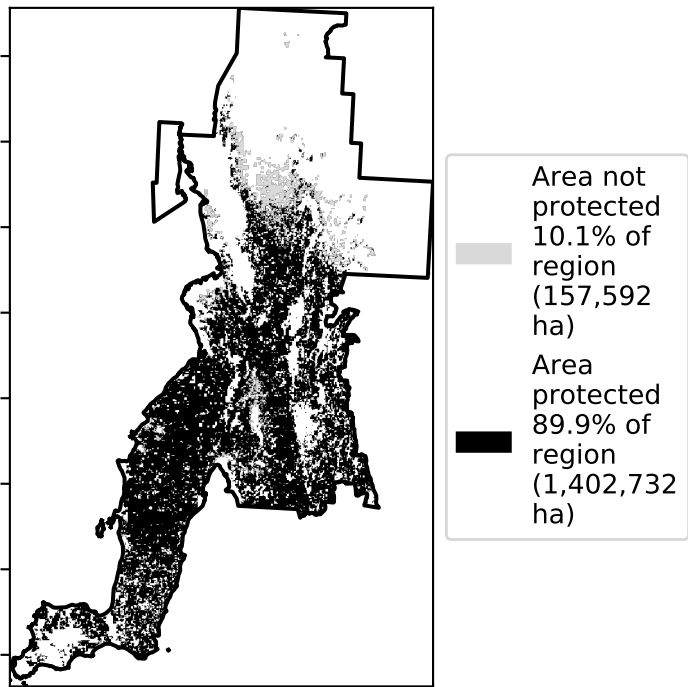 Area not
protected
10.1% of
region
(157,592
ha)
Area
protected
89.9% of
region
(1,402,732
ha)